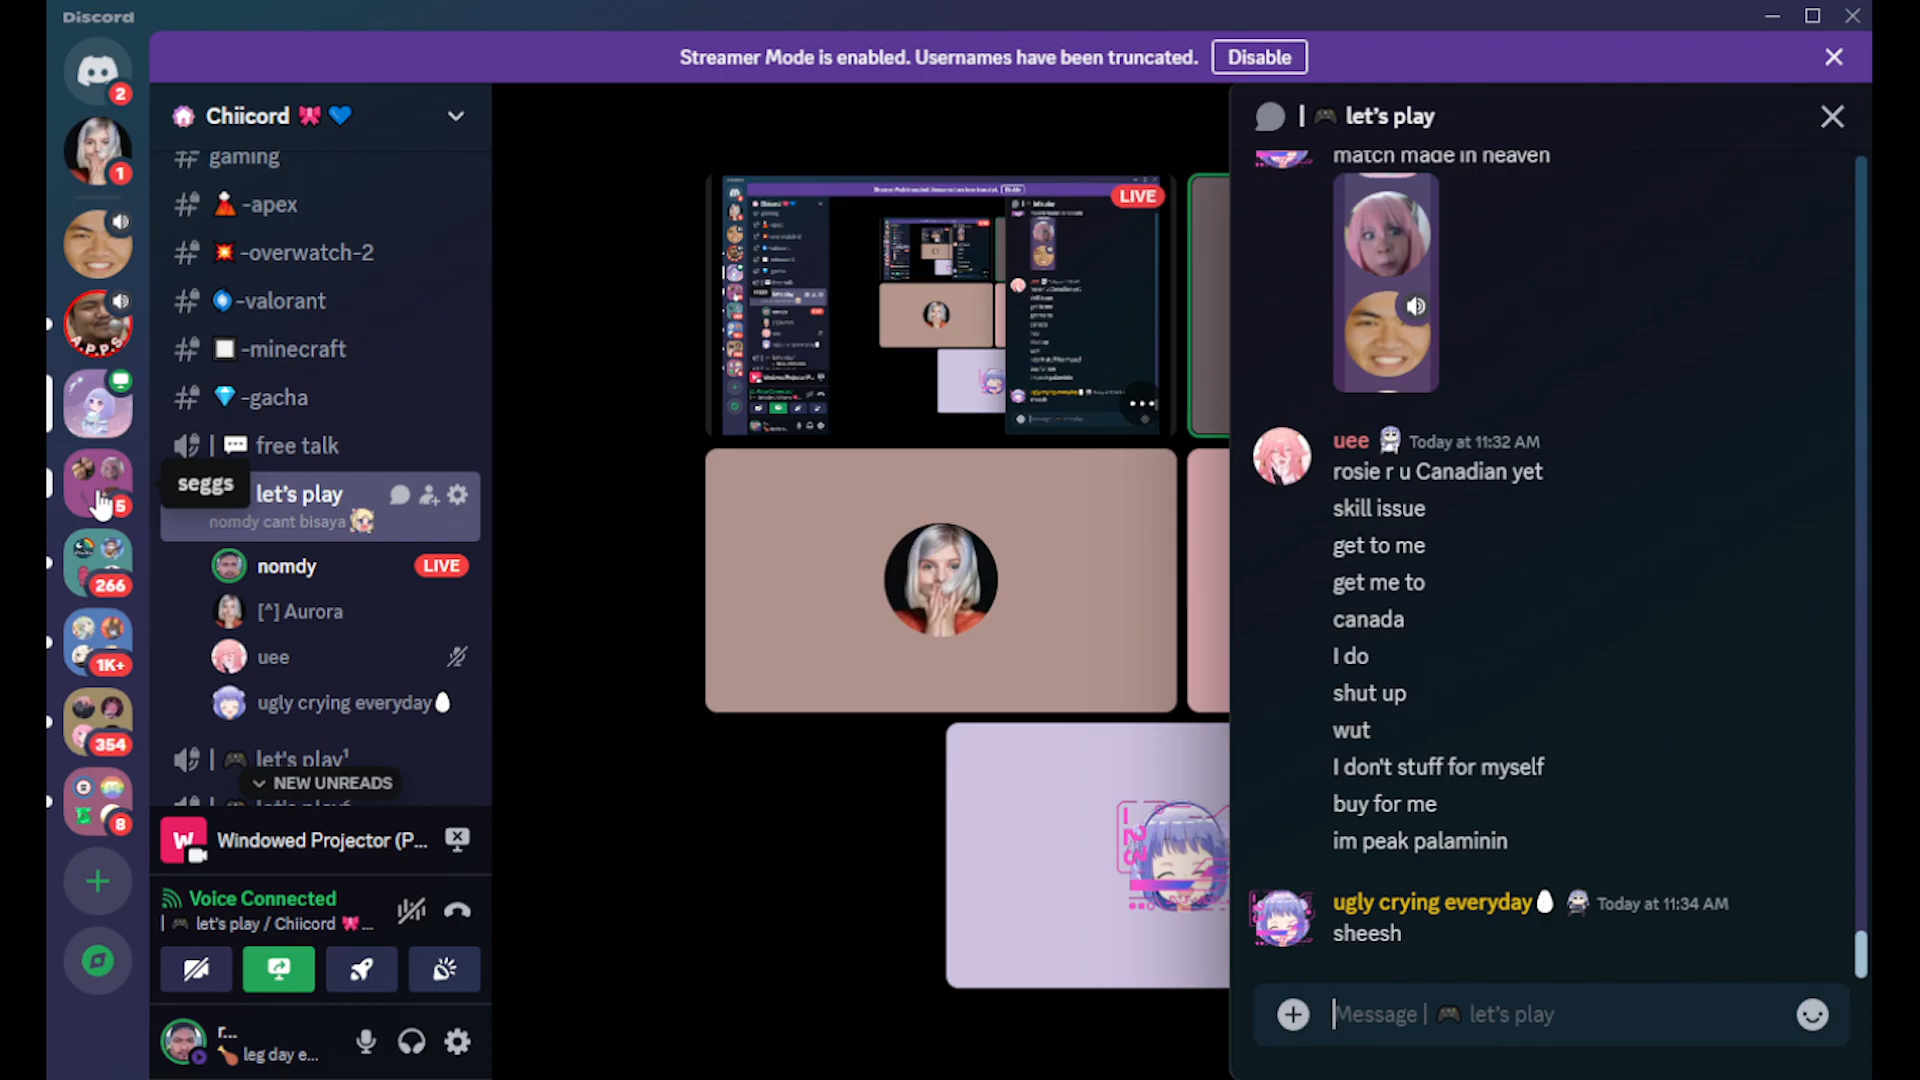 Discord
Streamer Mode is enabled. Usernames have been truncated. Disable
2
1
A.P.P.S.
5
266
1K+
354
8
Chiicord
gaming
-apex
-overwatch-2
-valorant
-minecraft
-gacha
| free talk
seggs
let's play
nomdy cant bisaya
nomdy LIVE
[^] Aurora
uee
ugly crying everyday
| let's play¹
NEW UNREADS
W Windowed Projector (P...
Voice Connected
| let's play / Chiicord ...
r...
leg day e...
LIVE
123
| let's play
match made in heaven
uee Today at 11:32 AM
rosie r u Canadian yet
skill issue
get to me
get me to
canada
I do
shut up
wut
I don't stuff for myself
buy for me
im peak palaminin
ugly crying everyday Today at 11:34 AM
sheesh
Message | let's play